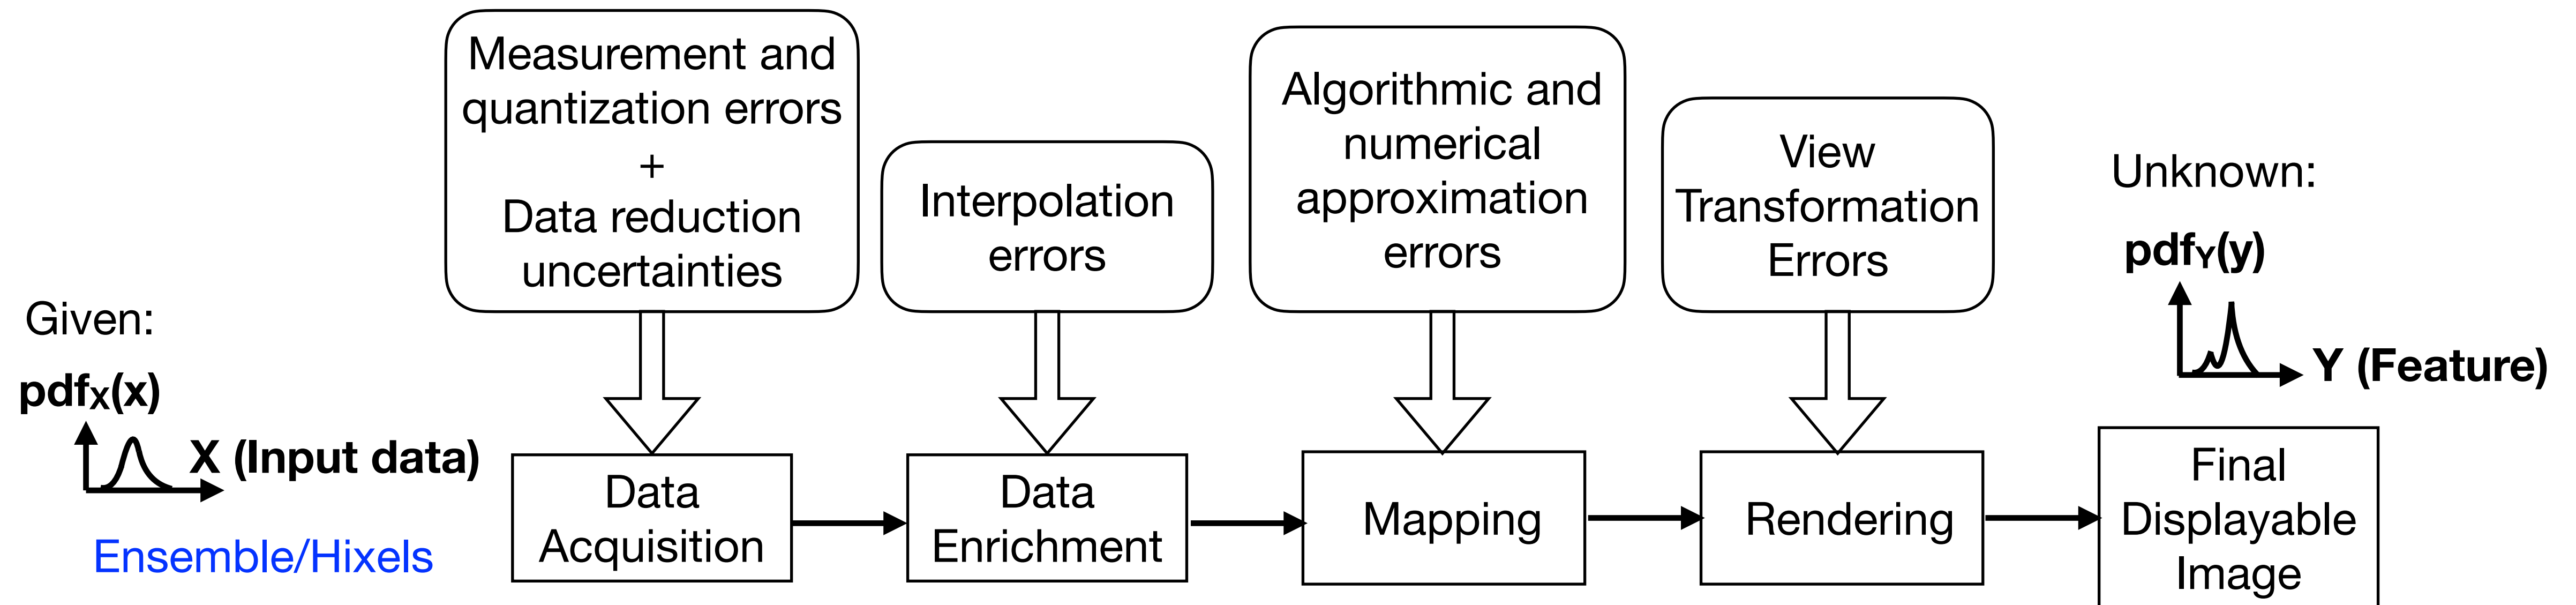 Given:
pdfX(x)
X (Input data)
Ensemble/Hixels
Measurement and
quantization errors
+
Data reduction
uncertainties
Interpolation
errors
Algorithmic and
numerical
approximation
errors
View
Transformation
Errors
Unknown:
pdfY(y)
Y (Feature)
Data
Acquisition
Data
Enrichment
Mapping
Rendering
Final
Displayable
Image